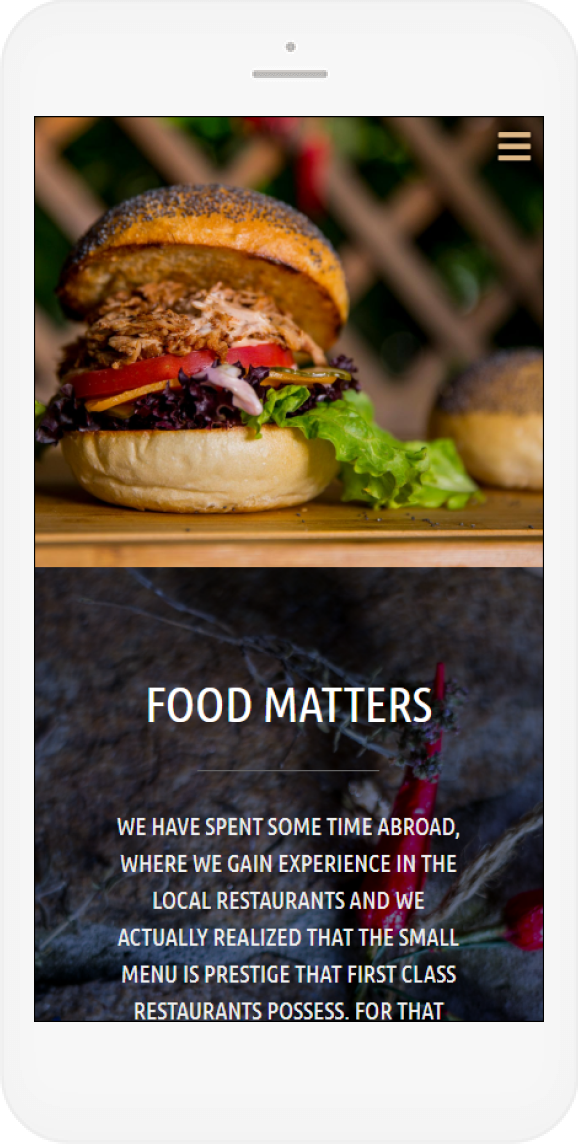 FOOD MATTERS
WE HAVE SPENT SOME TIME ABROAD,
WHERE WE GAIN EXPERIENCE IN THE
LOCAL RESTAURANTS AND WE
ACTUALLY REALIZED THAT THE SMALL
MENU IS PRESTIGE THAT FIRST CLASS
RESTAURANTS POSSESS. FOR THAT